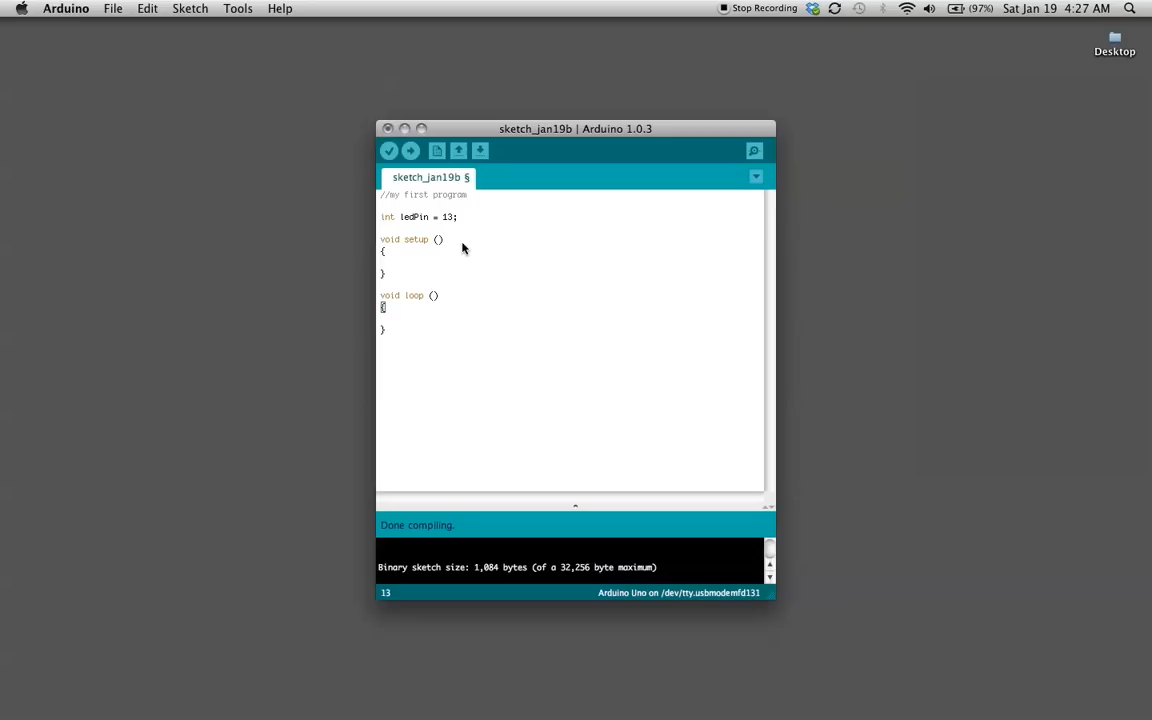 Arduino File Edit Sketch Tools Help Stop Recording (97%) Sat Jan 19 4:27 AM
Desktop
sketch_jan19b | Arduino 1.0.3
sketch_jan19b §
//my first program
int ledPin = 13;
void setup ()
{
}
void loop ()
{
}
Done compiling.
Binary sketch size: 1,084 bytes (of a 32,256 byte maximum)
13 Arduino Uno on /dev/tty.usbmodemfd131